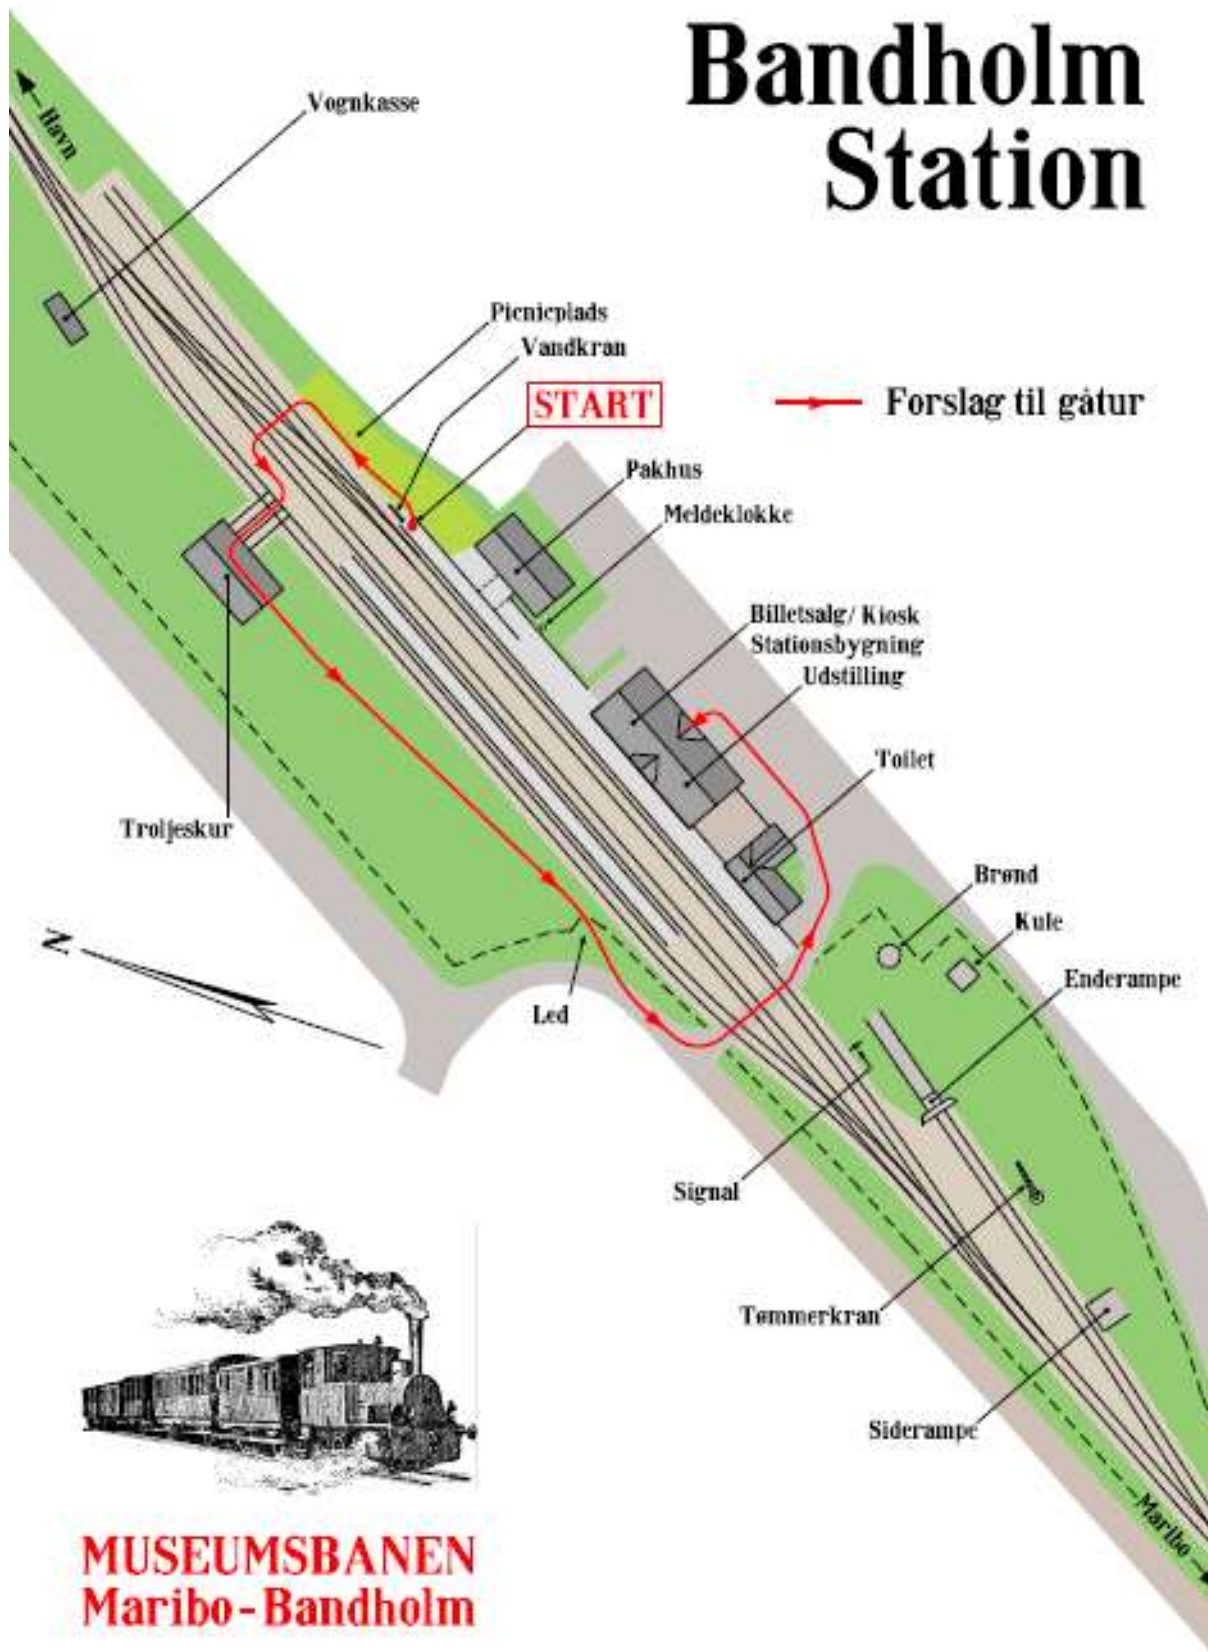 Bandholm
Station
Havn
Vognkasse
Picnicplads
Vandkran
START
Forslag til gåtur
Pakhus
Meldeklokke
Billetsalg/Kiosk
Stationsbygning
Udstilling
Toilet
Troljeskur
Brønd
Kule
N
Enderampe
Led
Signal
Tømmerkran
Siderampe
Maribo
MUSEUMSBANEN
Maribo-Bandholm